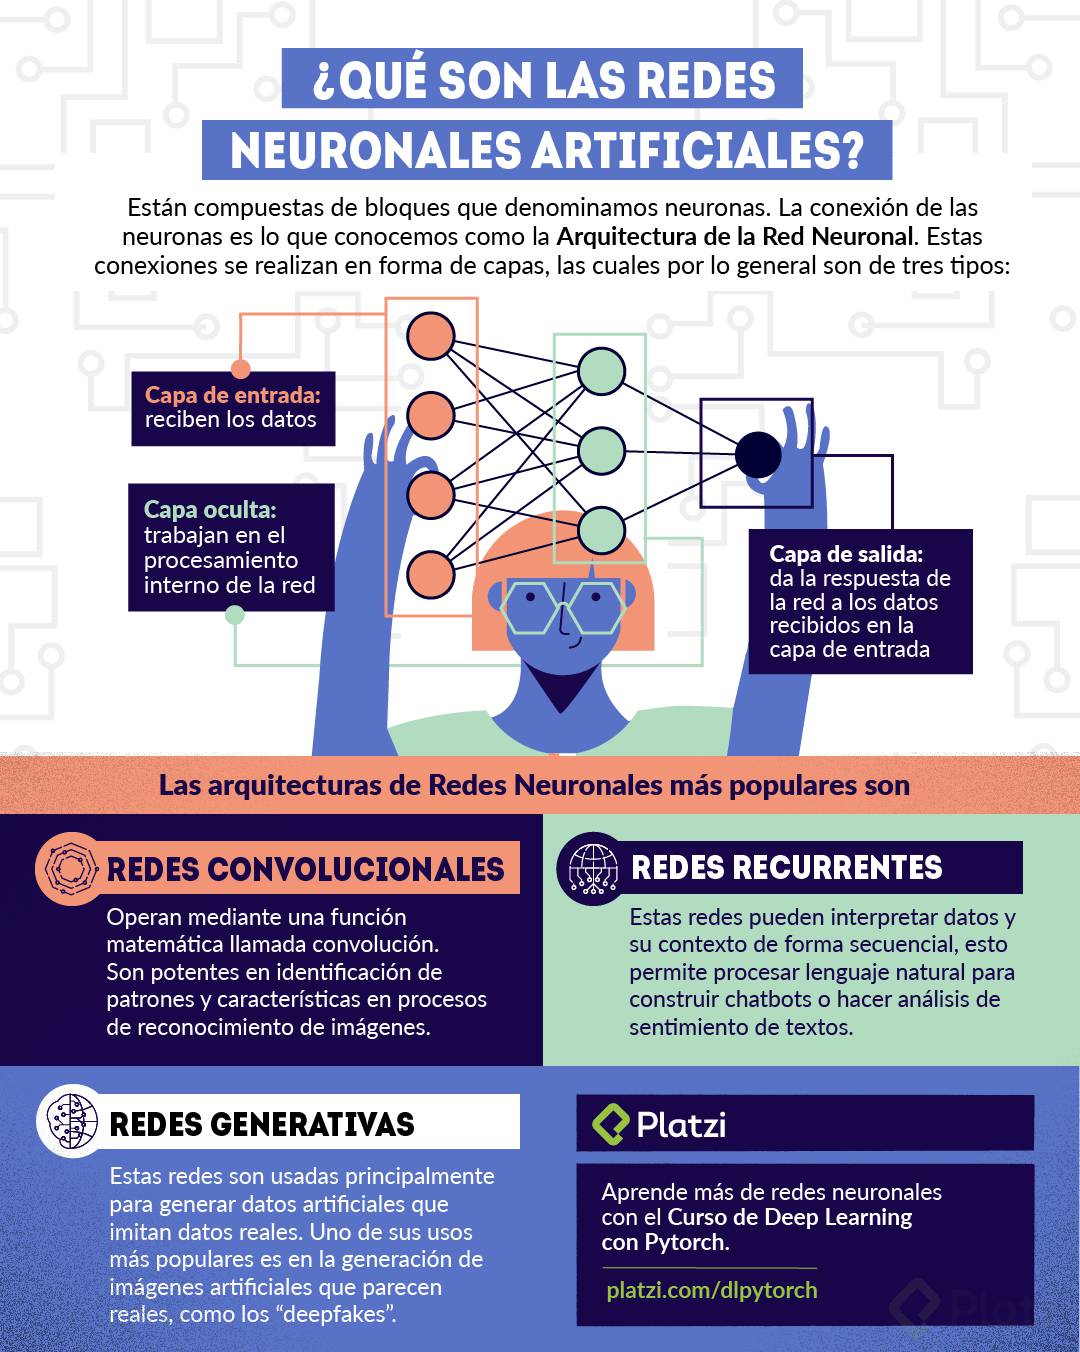 ¿QUÉ SON LAS REDES
NEURONALES ARTIFICIALES?
Están compuestas de bloques que denominamos neuronas. La conexión de las
neuronas es lo que conocemos como la Arquitectura de la Red Neuronal. Estas
conexiones se realizan en forma de capas, las cuales por lo general son de tres tipos:
Capa de entrada:
reciben los datos
Capa oculta:
trabajan en el
procesamiento
interno de la red
Capa de salida:
da la respuesta de
la red a los datos
recibidos en la
capa de entrada
Las arquitecturas de Redes Neuronales más populares son
REDES CONVOLUCIONALES
Operan mediante una función
matemática llamada convolución.
Son potentes en identificación de
patrones y características en procesos
de reconocimiento de imágenes.
REDES RECURRENTES
Estas redes pueden interpretar datos y
su contexto de forma secuencial, esto
permite procesar lenguaje natural para
construir chatbots o hacer análisis de
sentimiento de textos.
REDES GENERATIVAS
Estas redes son usadas principalmente
para generar datos artificiales que
imitan datos reales. Uno de sus usos
más populares es en la generación de
imágenes artificiales que parecen
reales, como los “deepfakes”.
Platzi
Aprende más de redes neuronales
con el Curso de Deep Learning
con Pytorch.
platzi.com/dlpytorch
Platzi